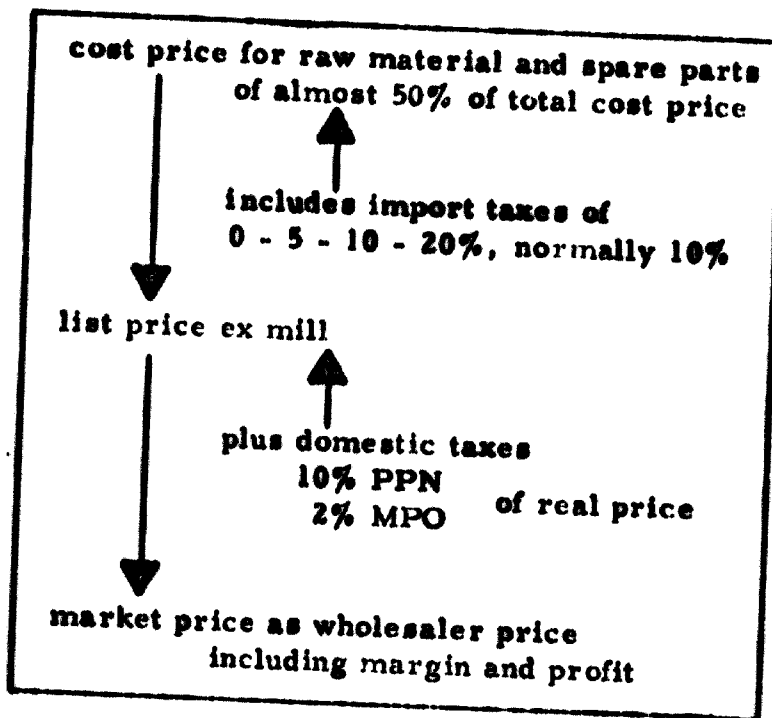 cost price for raw material and spare parts
of almost 50% of total cost price
includes import taxes of
0 - 5 - 10 - 20%, normally 10%
list price ex mill
plus domestic taxes
10% PPN
2% MPO
of real price
market price as wholesaler price
including margin and profit